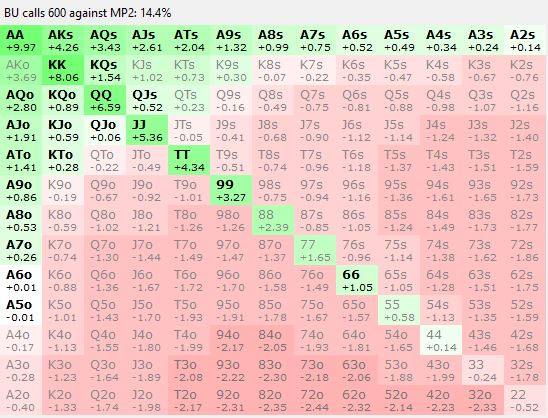 BU calls 600 against MP2: 14.4%
AA AKs AQs AJs ATs A9s A8s A7s A6s A5s A4s A3s A2s
+9.97 +4.26 +3.43 +2.61 +2.04 +1.32 +0.99 +0.75 +0.52 +0.49 +0.34 +0.24 +0.14
AKo KK KQs KJs KTs K9s K8s K7s K6s K5s K4s K3s K2s
+3.69 +8.06 +1.54 +1.02 +0.73 +0.30 +0.07 -0.22 -0.35 -0.47 -0.58 -0.67 -0.76
AQo KQo QQ QJs QTs Q9s Q8s Q7s Q6s Q5s Q4s Q3s Q2s
+2.80 +0.89 +6.59 +0.52 +0.23 -0.16 -0.49 -0.75 -0.81 -0.88 -0.98 -1.07 -1.16
AJo KJo QJo JJ JTs J9s J8s J7s J6s J5s J4s J3s J2s
+1.91 +0.59 +0.06 +5.36 -0.05 -0.41 -0.68 -0.90 -1.12 -1.14 -1.24 -1.32 -1.40
ATo KTo QTo JTo TT T9s T8s T7s T6s T5s T4s T3s T2s
+1.41 +0.28 -0.22 -0.49 +4.34 -0.51 -0.74 -0.96 -1.18 -1.37 -1.43 -1.51 -1.59
A9o K9o Q9o J9o T9o 99 98s 97s 96s 95s 94s 93s 92s
+0.86 -0.19 -0.67 -0.92 -1.01 +3.27 -0.75 -0.94 -1.16 -1.36 -1.61 -1.65 -1.73
A8o K8o Q8o J8o T8o 98o 88 87s 86s 85s 84s 83s 82s
+0.53 -0.59 -1.02 -1.21 -1.26 -1.26 +2.39 -0.85 -1.05 -1.24 -1.49 -1.73 -1.77
A7o K7o Q7o J7o T7o 97o 87o 77 76s 75s 74s 73s 72s
+0.26 -0.74 -1.30 -1.44 -1.49 -1.47 -1.37 +1.65 -0.96 -1.14 -1.38 -1.62 -1.86
A6o K6o Q6o J6o T6o 96o 86o 76o 66 65s 64s 63s 62s
+0.01 -0.88 -1.36 -1.67 -1.72 -1.70 -1.58 -1.49 +1.05 -1.05 -1.28 -1.51 -1.75
A5o K5o Q5o J5o T5o 95o 85o 75o 65o 55 54s 53s 52s
-0.01 -1.01 -1.43 -1.70 -1.93 -1.91 -1.78 -1.67 -1.57 +0.58 -1.13 -1.35 -1.59
A4o K4o Q4o J4o T4o 94o 84o 74o 64o 54o 44 43s 42s
-0.17 -1.13 -1.55 -1.80 -1.99 -2.17 -2.05 -1.93 -1.81 -1.65 +0.14 -1.46 -1.68
A3o K3o Q3o J3o T3o 93o 83o 73o 63o 53o 43o 33 32s
-0.28 -1.23 -1.64 -1.89 -2.08 -2.22 -2.30 -2.18 -2.06 -1.88 -1.99 -0.24 -1.78
A2o K2o Q2o J2o T2o 92o 82o 72o 62o 52o 42o 32o 22
-0.40 -1.33 -1.74 -1.98 -2.17 -2.31 -2.35 -2.44 -2.32 -2.14 -2.23 -2.33 -0.52